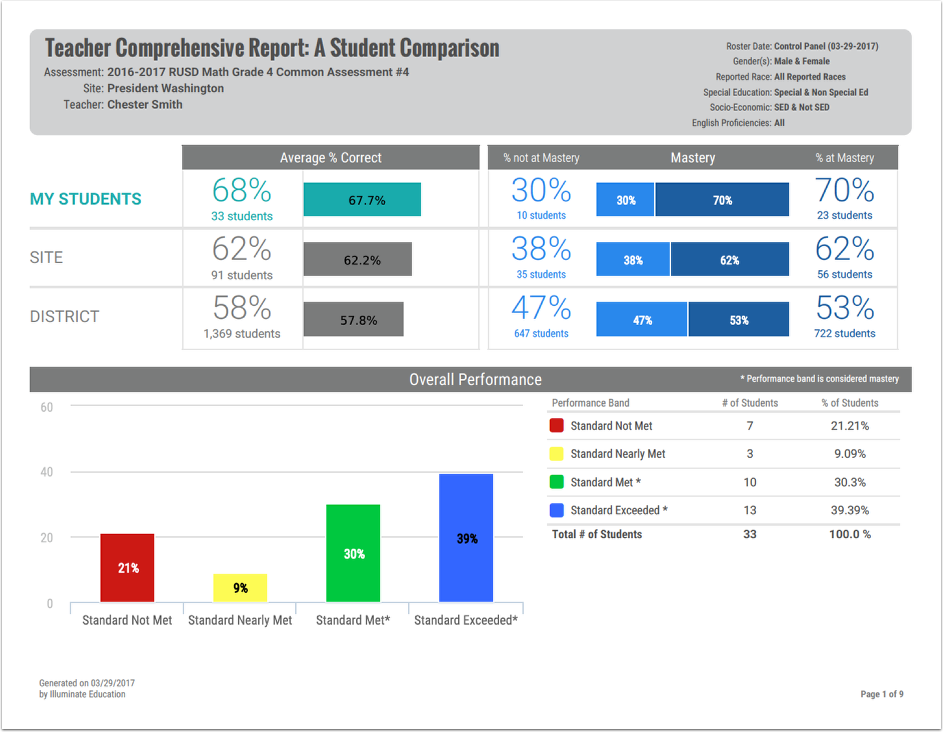 Teacher Comprehensive Report: A Student Comparison
Assessment: 2016-2017 RUSD Math Grade 4 Common Assessment #4
Site: President Washington
Teacher: Chester Smith
Roster Date: Control Panel (03-29-2017)
Gender(s): Male & Female
Reported Race: All Reported Races
Special Education: Special & Non Special Ed
Socio-Economic: SED & Not SED
English Proficiencies: All
Average % Correct
% not at Mastery Mastery % at Mastery
MY STUDENTS
68%
33 students
67.7%
30%
10 students
30% 70%
70%
23 students
SITE
62%
91 students
62.2%
38%
35 students
38% 62%
62%
56 students
DISTRICT
58%
1,369 students
57.8%
47%
647 students
47% 53%
53%
722 students
Overall Performance * Performance band is considered mastery
60
40
20
0
21%
9%
30%
39%
Standard Not Met Standard Nearly Met Standard Met* Standard Exceeded*
Performance Band # of Students % of Students
Standard Not Met 7 21.21%
Standard Nearly Met 3 9.09%
Standard Met * 10 30.3%
Standard Exceeded * 13 39.39%
Total # of Students 33 100.0 %
Generated on 03/29/2017
by Illuminate Education
Page 1 of 9